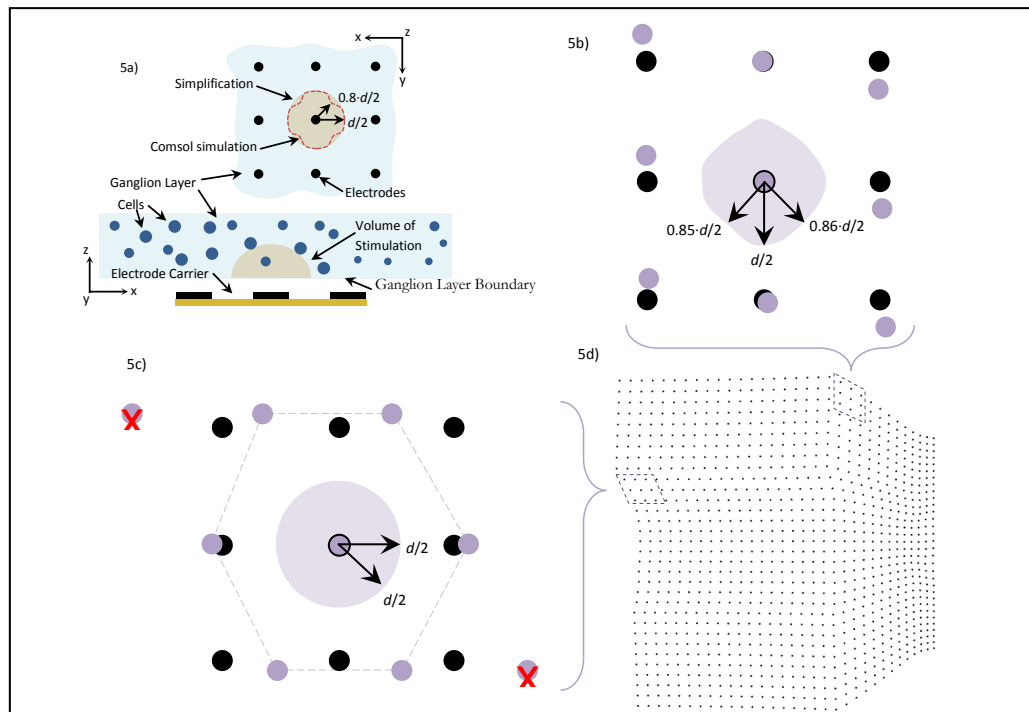 5a)
x
z
y
Simplification
0.8·d/2
d/2
Comsol simulation
Ganglion Layer
Electrodes
Cells
Volume of
Stimulation
z
y
x
Electrode Carrier
Ganglion Layer Boundary
5b)
0.85·d/2
0.86·d/2
d/2
5c)
X
d/2
d/2
X
5d)